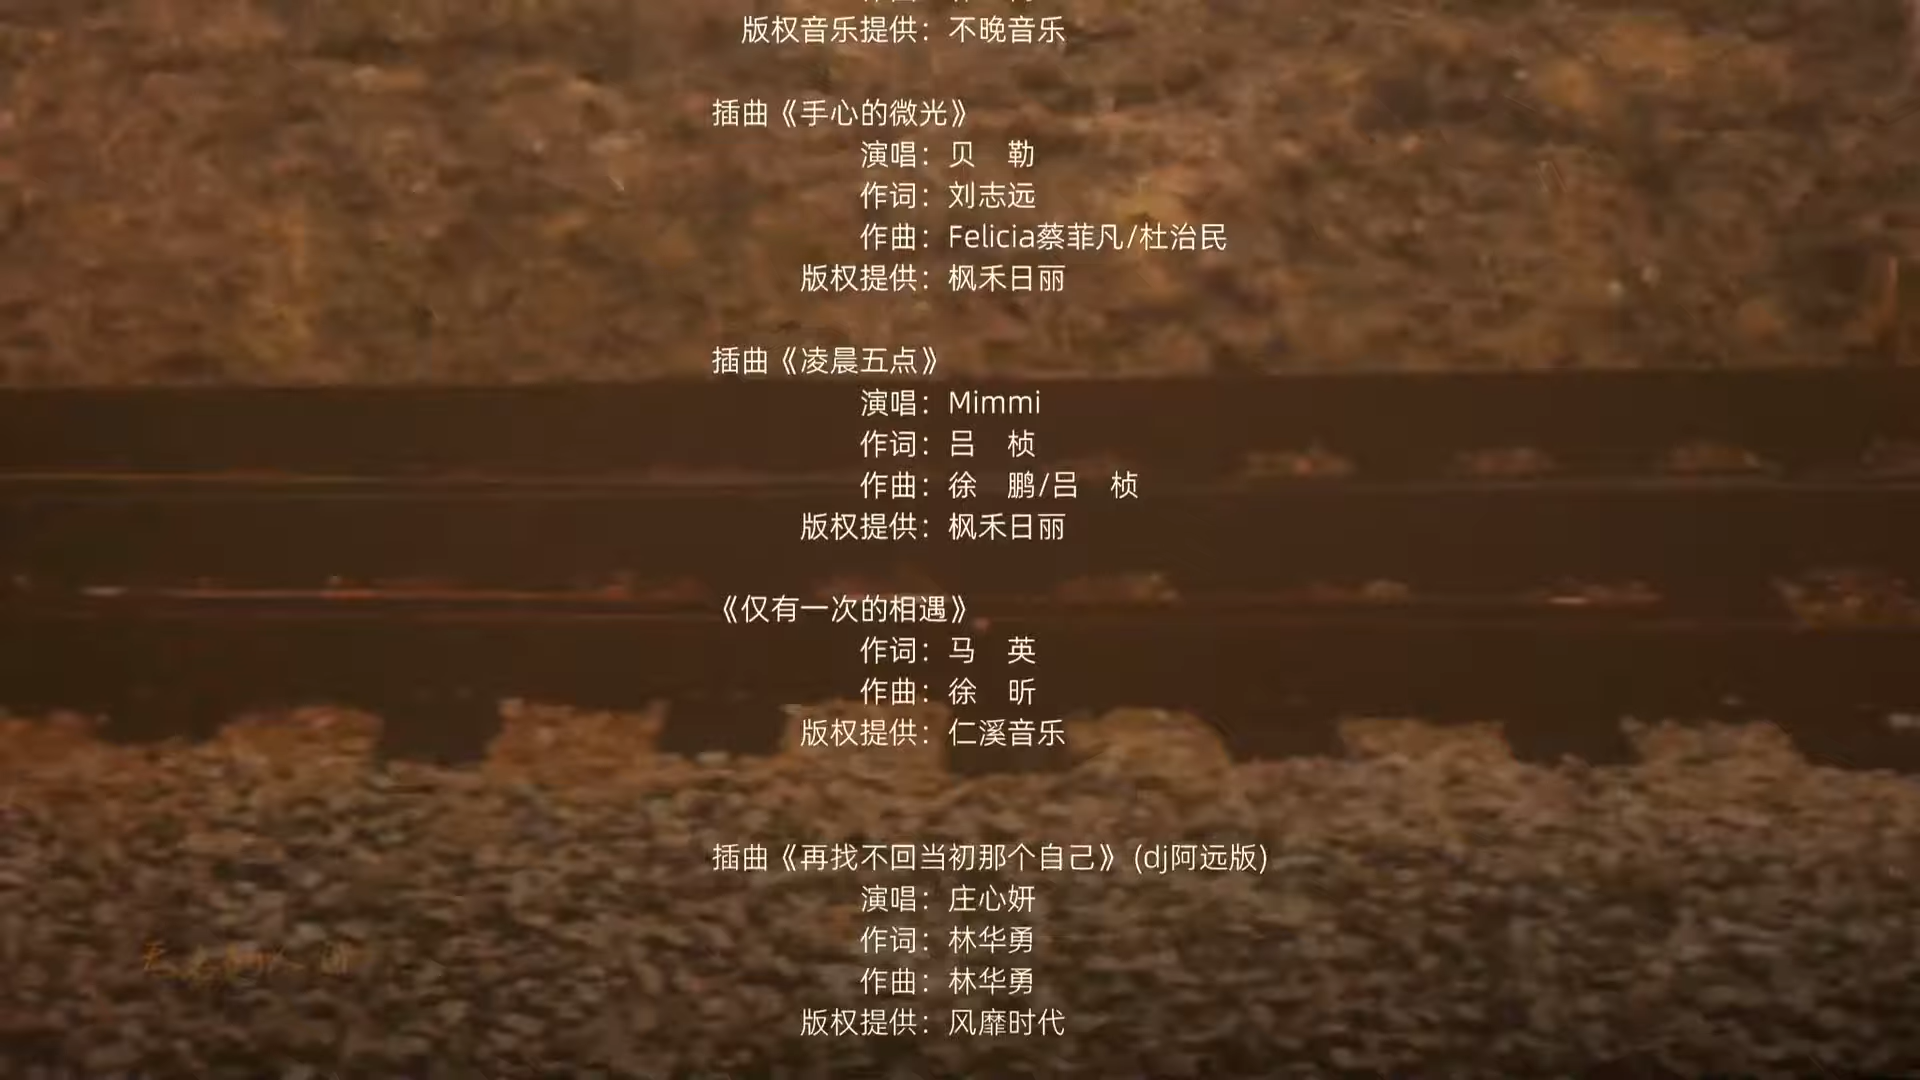 版权音乐提供：不晚音乐
插曲《手心的微光》
演唱：贝　勒
作词：刘志远
作曲：Felicia蔡菲凡/杜治民
版权提供：枫禾日丽
插曲《凌晨五点》
演唱：Mimmi
作词：吕　桢
作曲：徐　鹏/吕　桢
版权提供：枫禾日丽
《仅有一次的相遇》
作词：马　英
作曲：徐　昕
版权提供：仁溪音乐
插曲《再找不回当初那个自己》(dj阿远版)
演唱：庄心妍
作词：林华勇
作曲：林华勇
版权提供：风靡时代